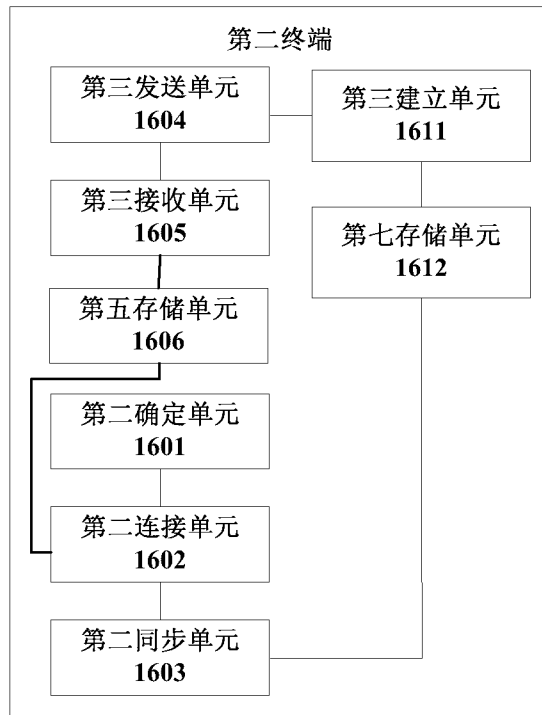 第二终端
第三发送单元
1604
第三建立单元
1611
第三接收单元
1605
第七存储单元
1612
第五存储单元
1606
第二确定单元
1601
第二连接单元
1602
第二同步单元
1603